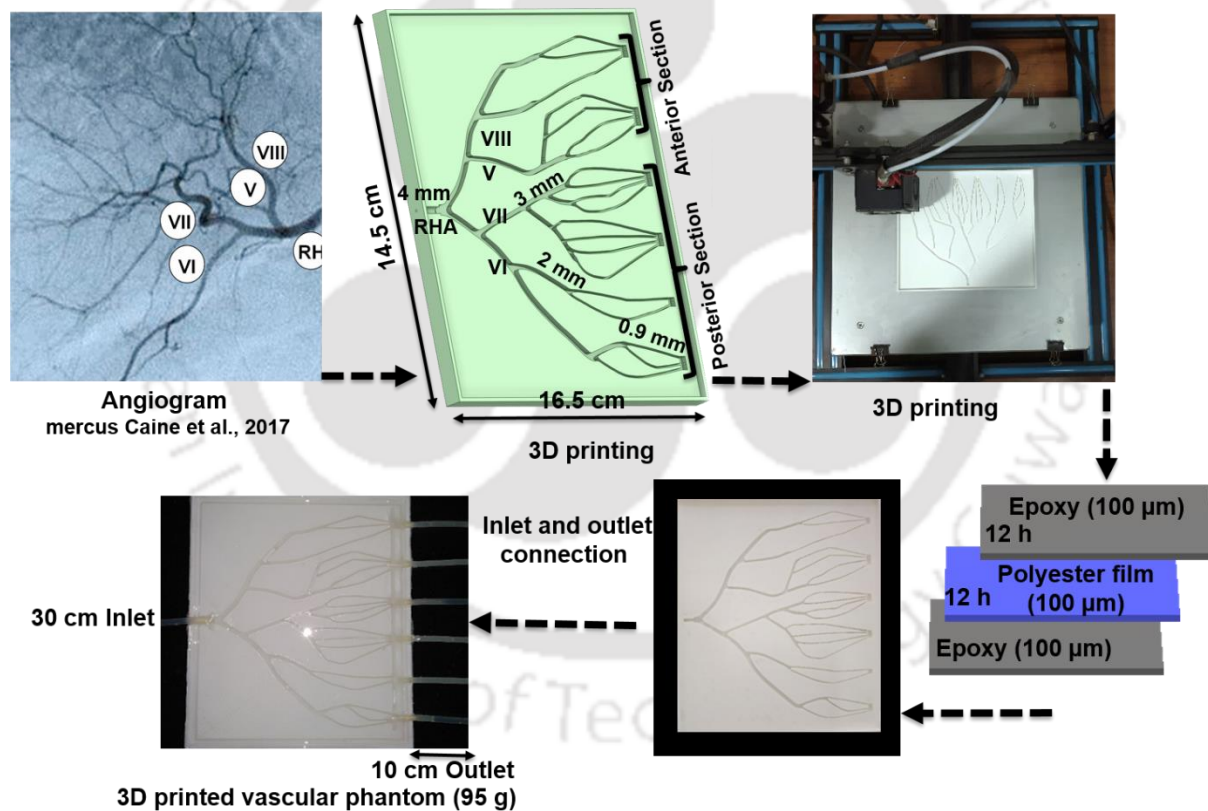 VIII
V
VII
VI
RH
Angiogram
mercus Caine et al., 2017
14.5 cm
16.5 cm
4 mm
RHA
VIII
V
VII
3 mm
VI
2 mm
0.9 mm
Anterior Section
Posterior Section
3D printing
3D printing
Epoxy (100 µm)
12 h
Polyester film
(100 µm)
12 h
Epoxy (100 µm)
Inlet and outlet
connection
30 cm Inlet
10 cm Outlet
3D printed vascular phantom (95 g)
of Tec